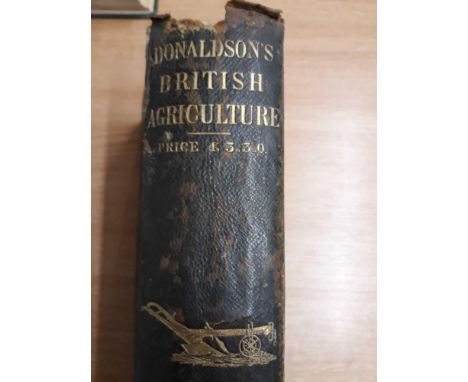 DONALDSON'S
BRITISH
AGRICULTURE
PRICE £3.3.0.